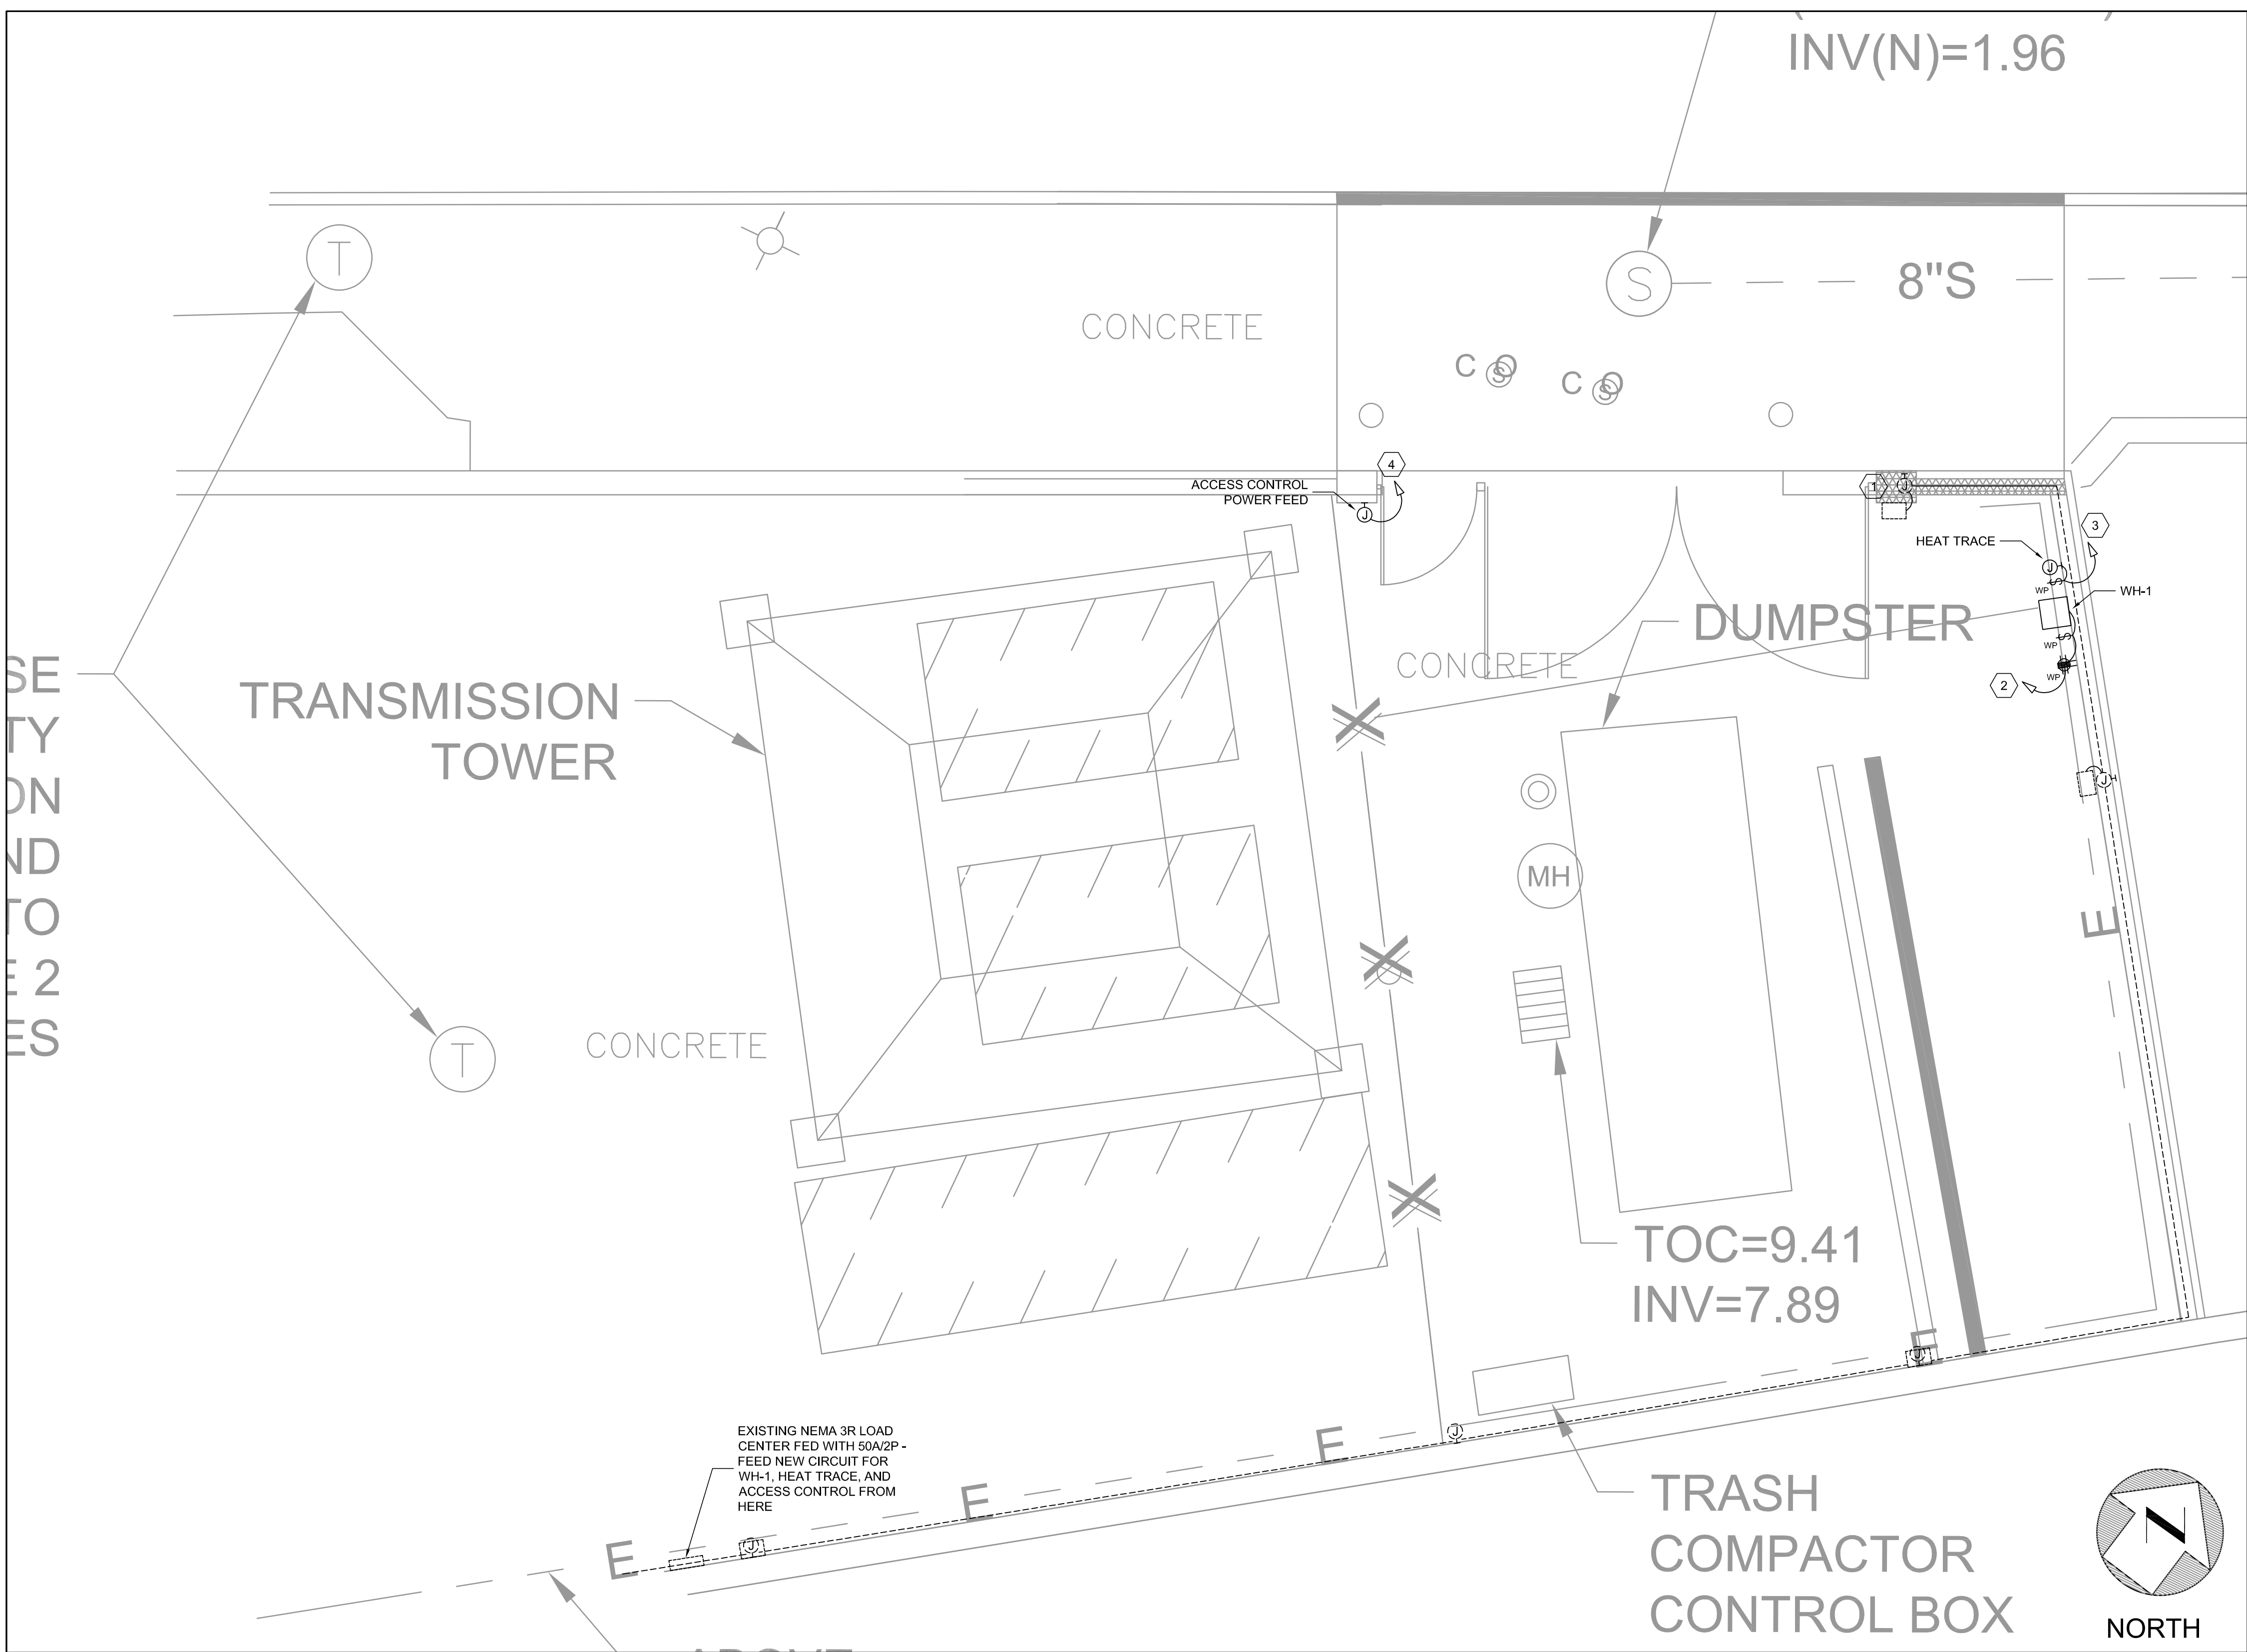 INV(N)=1.96
T
S
8"S
CONCRETE
C S O
C S O
4
ACCESS CONTROL
POWER FEED
J
1
J
3
HEAT TRACE
J
S
WP
WH-1
DUMPSTER
S
WP
WP
2
CONCRETE
SE
TY
ON
ND
TO
E 2
ES
TRANSMISSION
TOWER
J
MH
E
T
CONCRETE
TOC=9.41
INV=7.89
E
J
EXISTING NEMA 3R LOAD
CENTER FED WITH 50A/2P -
FEED NEW CIRCUIT FOR
WH-1, HEAT TRACE, AND
ACCESS CONTROL FROM
HERE
E
J
E
E
J
TRASH
COMPACTOR
CONTROL BOX
N
NORTH